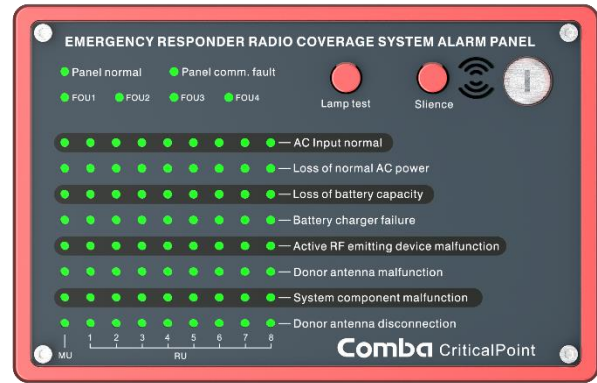 EMERGENCY RESPONDER RADIO COVERAGE SYSTEM ALARM PANEL
Panel normal Panel comm. fault
FOU1 FOU2 FOU3 FOU4
Lamp test Slience
AC Input normal
Loss of normal AC power
Loss of battery capacity
Battery charger failure
Active RF emitting device malfunction
Donor antenna malfunction
System component malfunction
Donor antenna disconnection
1 2 3 4 5 6 7 8
MU RU
Comba CriticalPoint